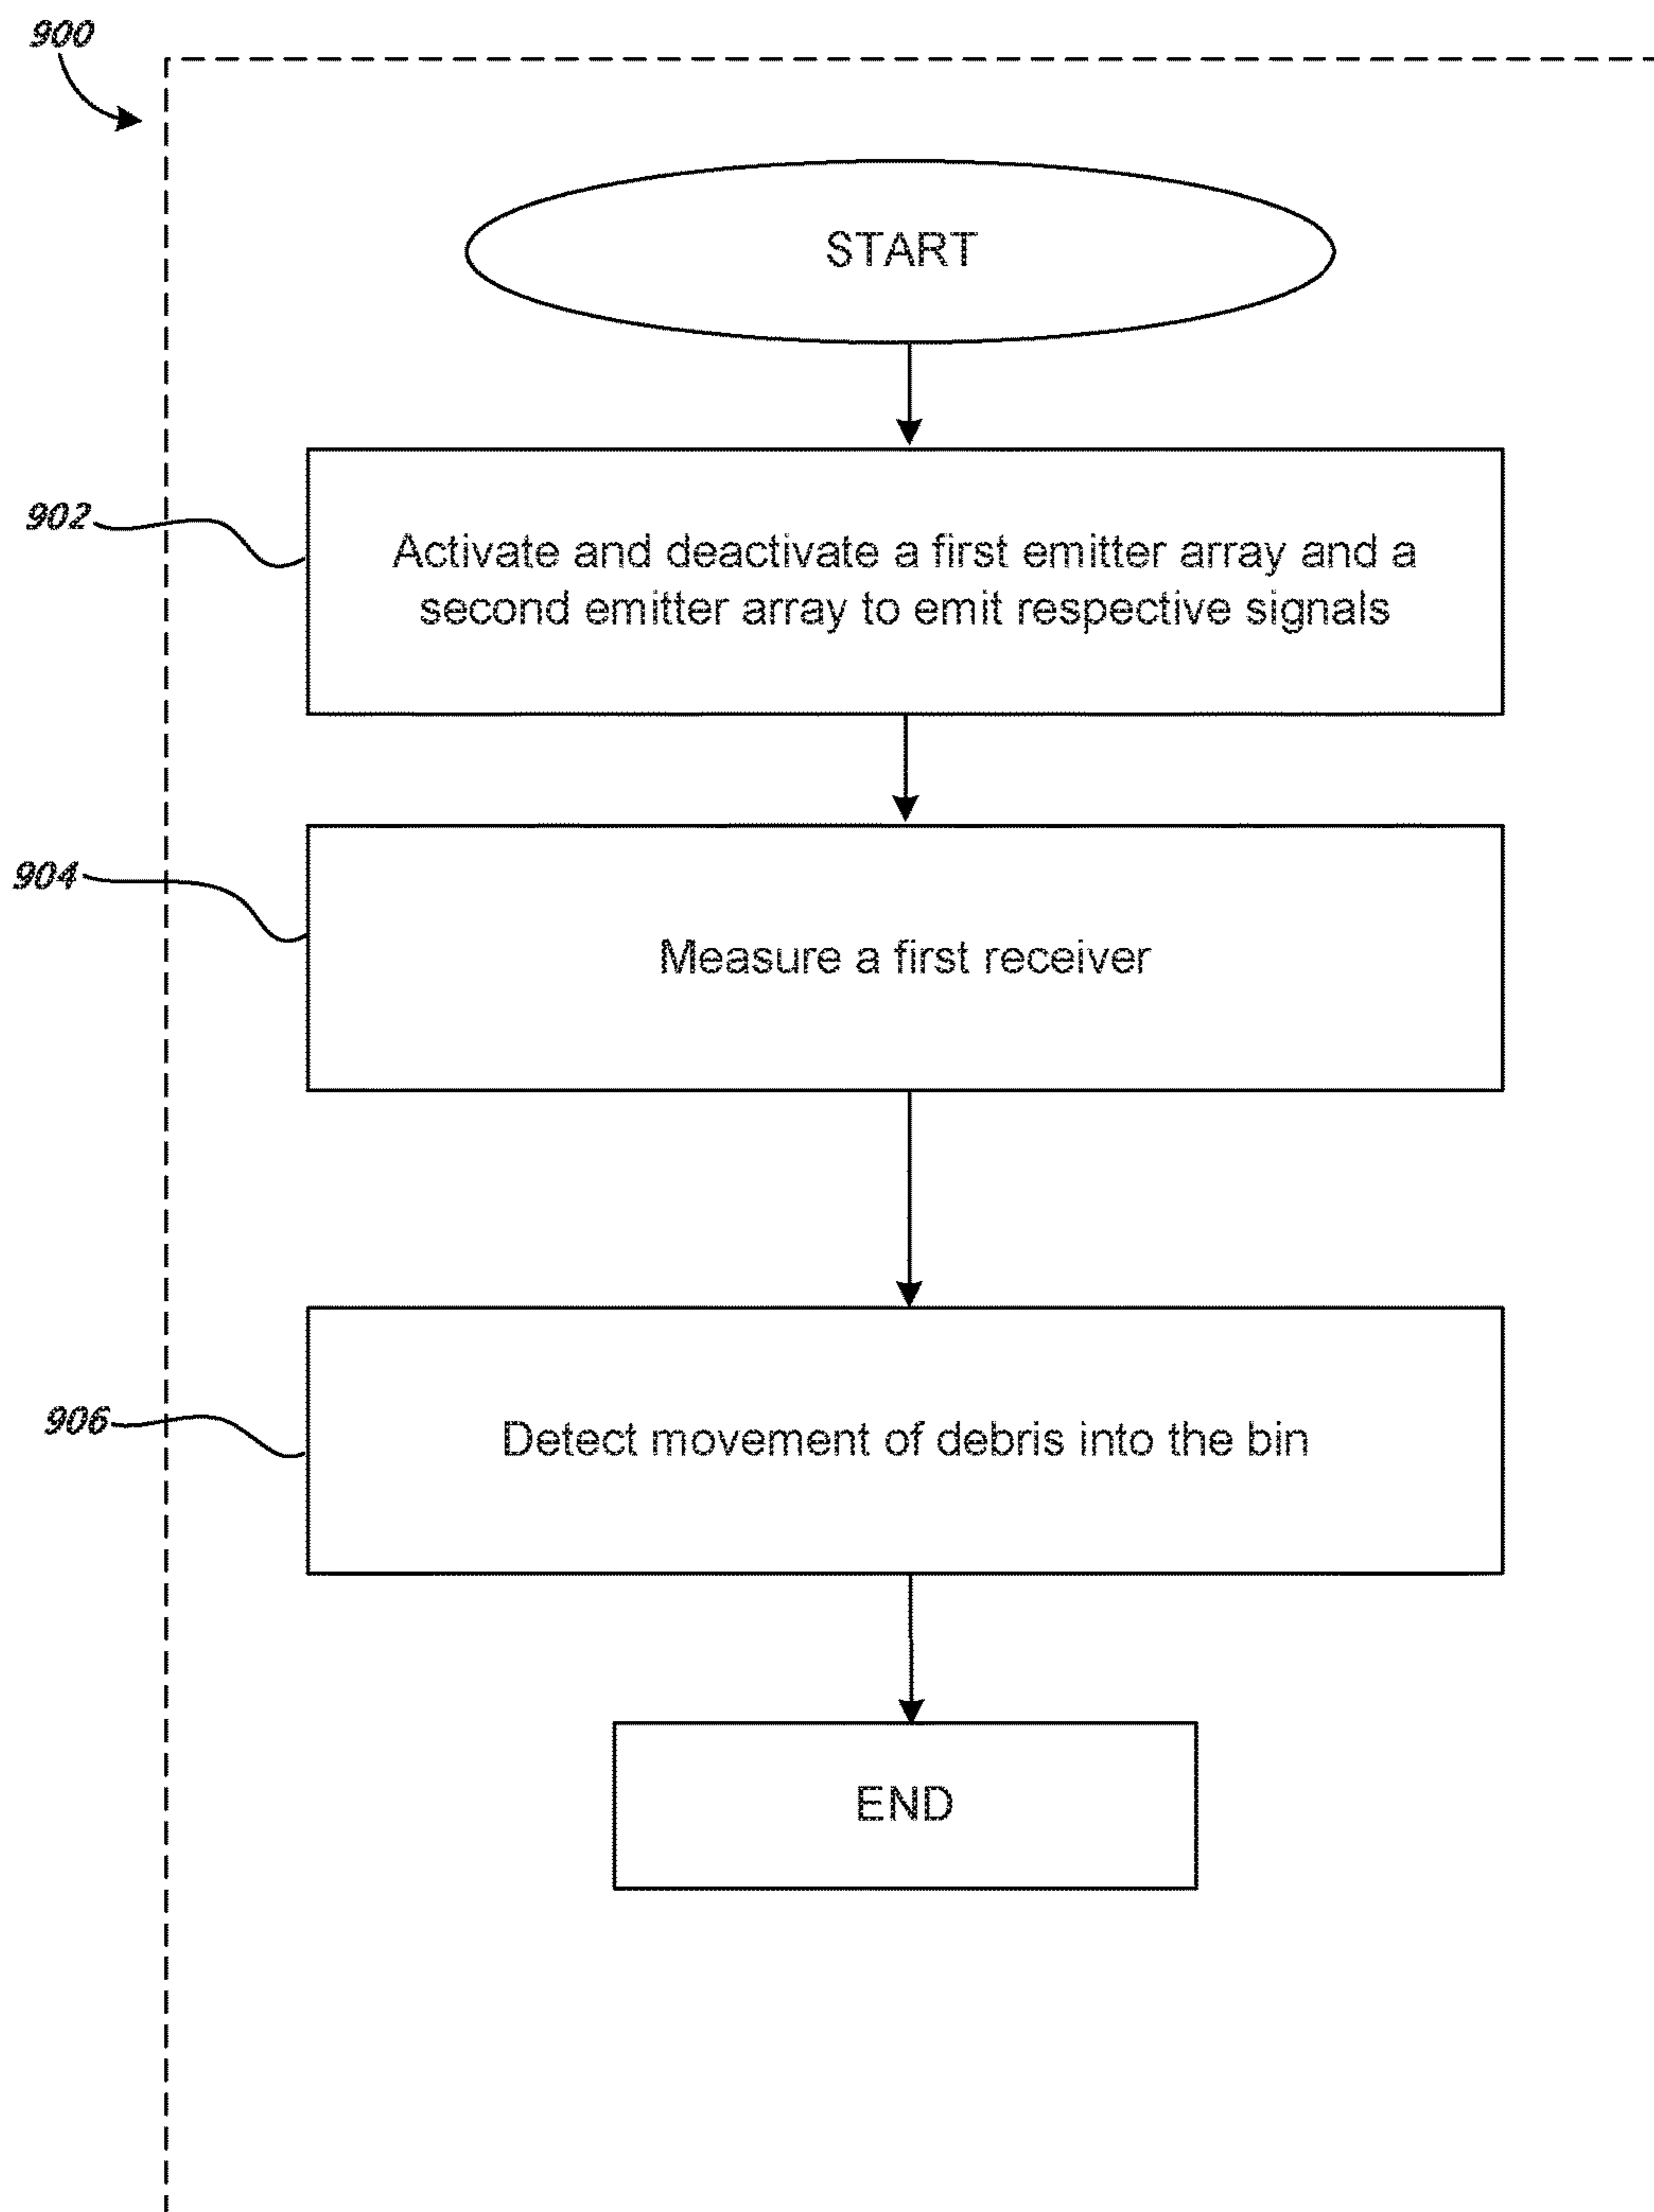 900
START
902
Activate and deactivate a first emitter array and a
second emitter array to emit respective signals
904
Measure a first receiver
906
Detect movement of debris into the bin
END